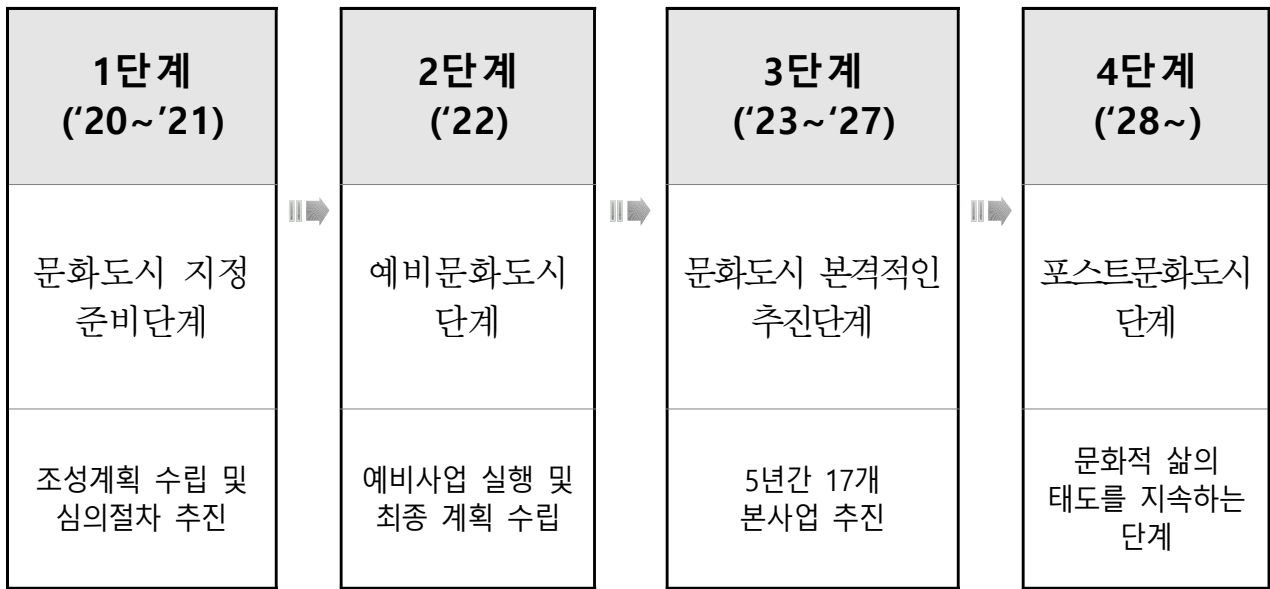 1단계
(‘20~’21)
문화도시 지정
준비단계
조성계획 수립 및
심의절차 추진
2단계
(‘22)
예비문화도시
단계
예비사업 실행 및
최종 계획 수립
3단계
(‘23~‘27)
문화도시 본격적인
추진단계
5년간 17개
본사업 추진
4단계
(‘28~)
포스트문화도시
단계
문화적 삶의
태도를 지속하는
단계